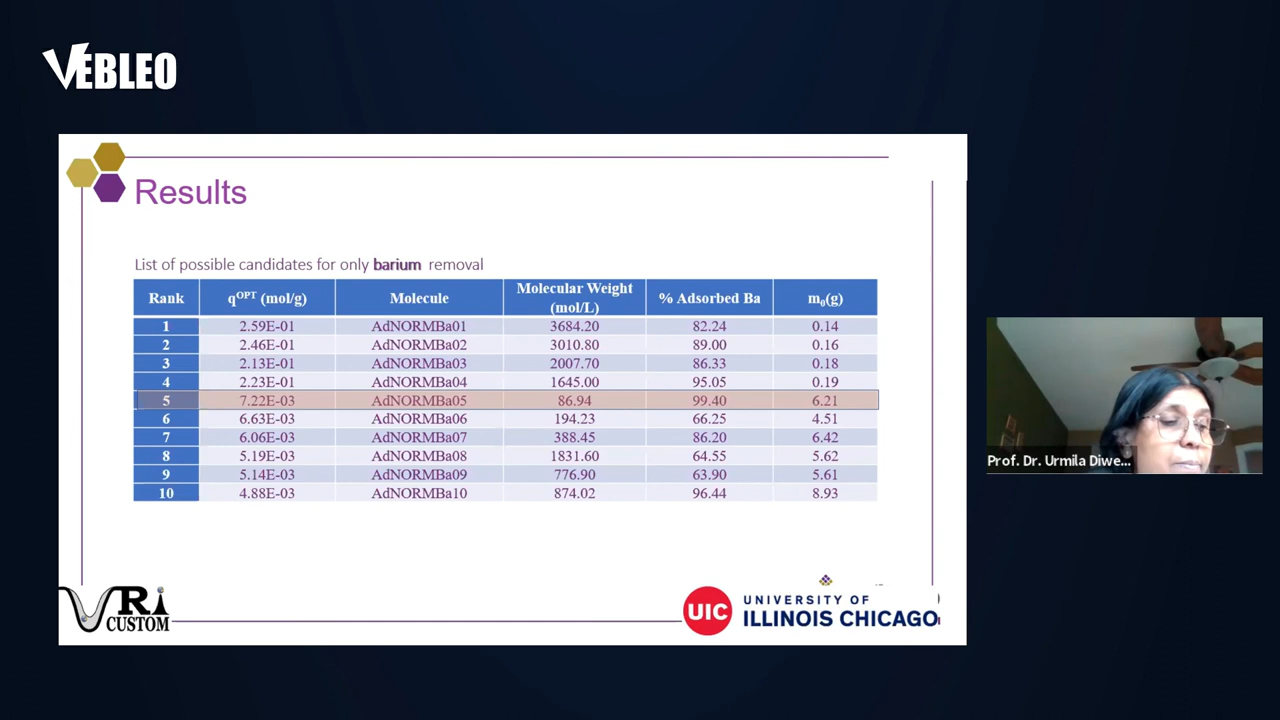 VEBLEO
Results
List of possible candidates for only barium removal
Rank qOPT (mol/g) Molecule Molecular Weight (mol/L) % Adsorbed Ba m0(g)
1 2.59E-01 AdNORMBa01 3684.20 82.24 0.14
2 2.46E-01 AdNORMBa02 3010.80 89.00 0.16
3 2.13E-01 AdNORMBa03 2007.70 86.33 0.18
4 2.23E-01 AdNORMBa04 1645.00 95.05 0.19
5 7.22E-03 AdNORMBa05 86.94 99.40 6.21
6 6.63E-03 AdNORMBa06 194.23 66.25 4.51
7 6.06E-03 AdNORMBa07 388.45 86.20 6.42
8 5.19E-03 AdNORMBa08 1831.60 64.55 5.62
9 5.14E-03 AdNORMBa09 776.90 63.90 5.61
10 4.88E-03 AdNORMBa10 874.02 96.44 8.93
Prof. Dr. Urmila Diwe...
VRi
CUSTOM
UIC
UNIVERSITY OF
ILLINOIS CHICAGO